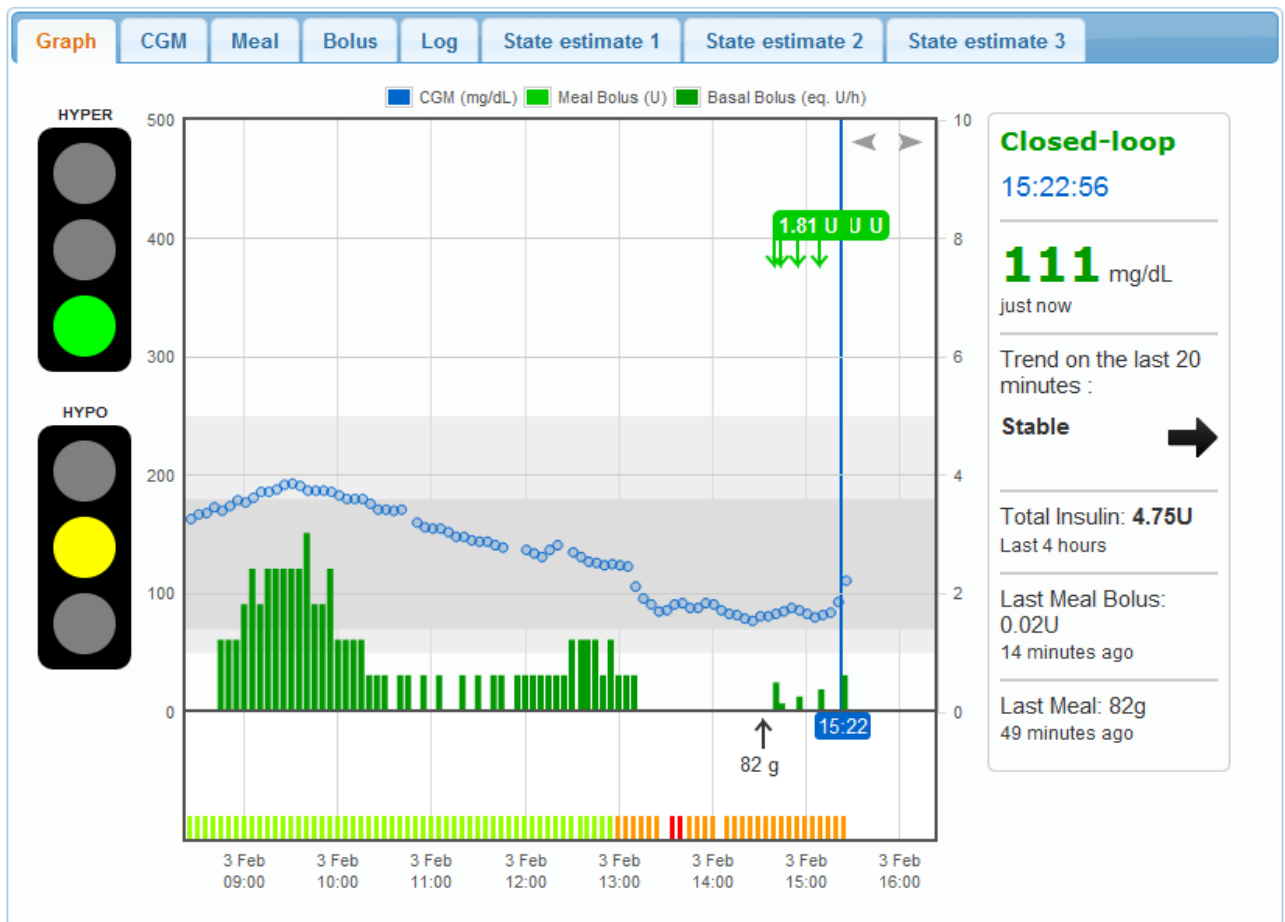 Graph CGM Meal Bolus Log State estimate 1 State estimate 2 State estimate 3
CGM (mg/dL) Meal Bolus (U) Basal Bolus (eq. U/h)
HYPER
HYPO
500
400
300
200
100
0
10
8
6
4
2
0
1.81 U U U
15:22
82 g
3 Feb 3 Feb 3 Feb 3 Feb 3 Feb 3 Feb 3 Feb 3 Feb
09:00 10:00 11:00 12:00 13:00 14:00 15:00 16:00
Closed-loop
15:22:56
111 mg/dL
just now
Trend on the last 20
minutes :
Stable
Total Insulin: 4.75U
Last 4 hours
Last Meal Bolus:
0.02U
14 minutes ago
Last Meal: 82g
49 minutes ago